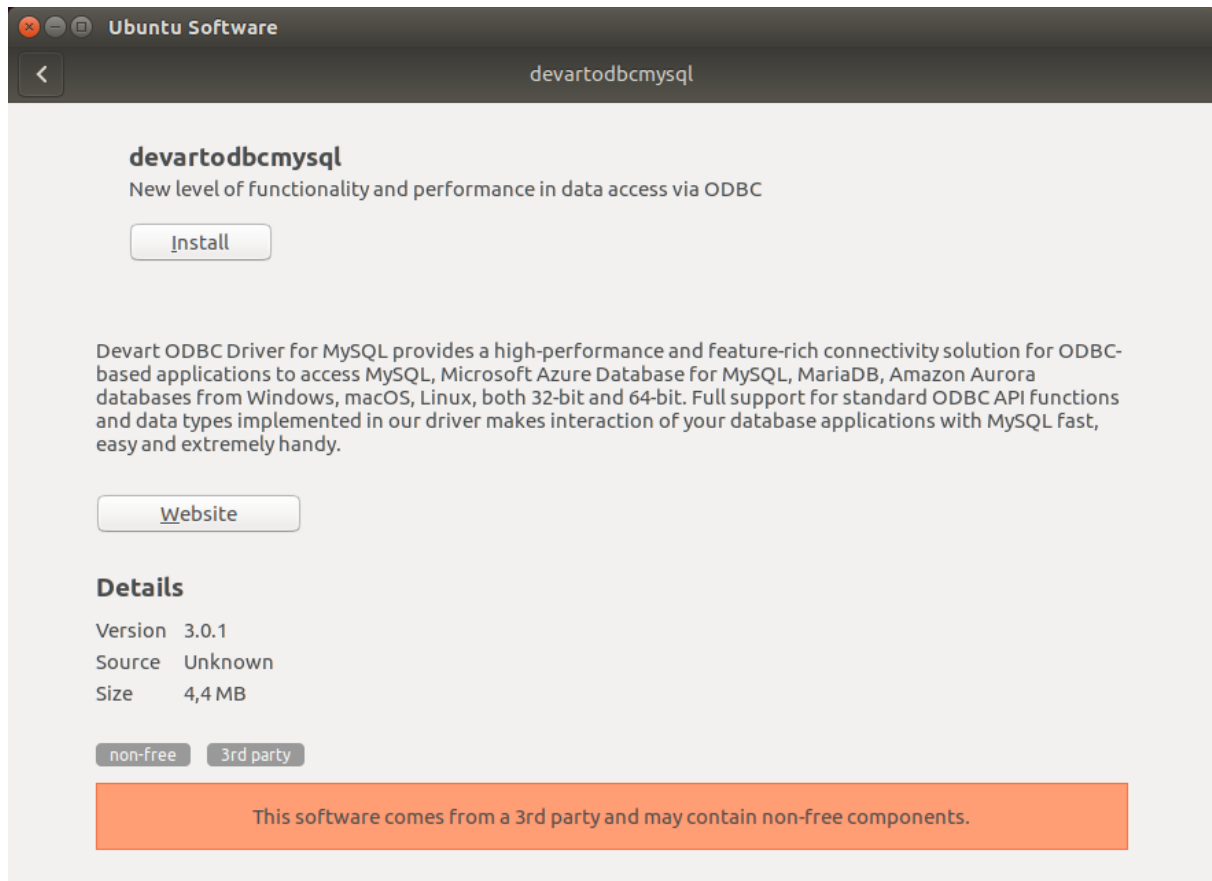 Ubuntu Software
devartodbcmysql
devartodbcmysql
New level of functionality and performance in data access via ODBC
Install
Devart ODBC Driver for MySQL provides a high-performance and feature-rich connectivity solution for ODBC-
based applications to access MySQL, Microsoft Azure Database for MySQL, MariaDB, Amazon Aurora
databases from Windows, macOS, Linux, both 32-bit and 64-bit. Full support for standard ODBC API functions
and data types implemented in our driver makes interaction of your database applications with MySQL fast,
easy and extremely handy.
Website
Details
Version 3.0.1
Source Unknown
Size 4,4 MB
non-free 3rd party
This software comes from a 3rd party and may contain non-free components.